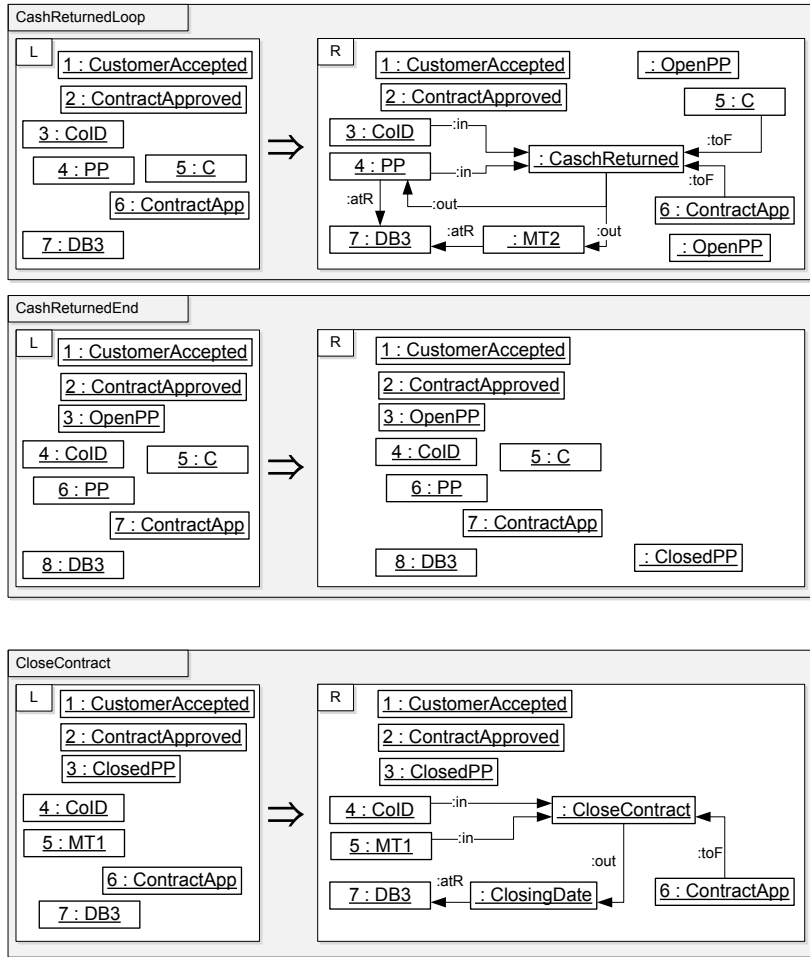 CashReturnedLoop
L
1 : CustomerAccepted
2 : ContractApproved
3 : CoID
4 : PP
5 : C
6 : ContractApp
7 : DB3
⇒
R
1 : CustomerAccepted
: OpenPP
2 : ContractApproved
5 : C
3 : CoID
:in
: CaschReturned
:toF
4 : PP
:in
:toF
:atR
:out
6 : ContractApp
7 : DB3
:atR
: MT2
:out
: OpenPP
CashReturnedEnd
L
1 : CustomerAccepted
2 : ContractApproved
3 : OpenPP
4 : CoID
5 : C
6 : PP
7 : ContractApp
8 : DB3
⇒
R
1 : CustomerAccepted
2 : ContractApproved
3 : OpenPP
4 : CoID
5 : C
6 : PP
7 : ContractApp
8 : DB3
: ClosedPP
CloseContract
L
1 : CustomerAccepted
2 : ContractApproved
3 : ClosedPP
4 : CoID
5 : MT1
6 : ContractApp
7 : DB3
⇒
R
1 : CustomerAccepted
2 : ContractApproved
3 : ClosedPP
4 : CoID
:in
: CloseContract
5 : MT1
:in
:out
:toF
7 : DB3
:atR
: ClosingDate
6 : ContractApp